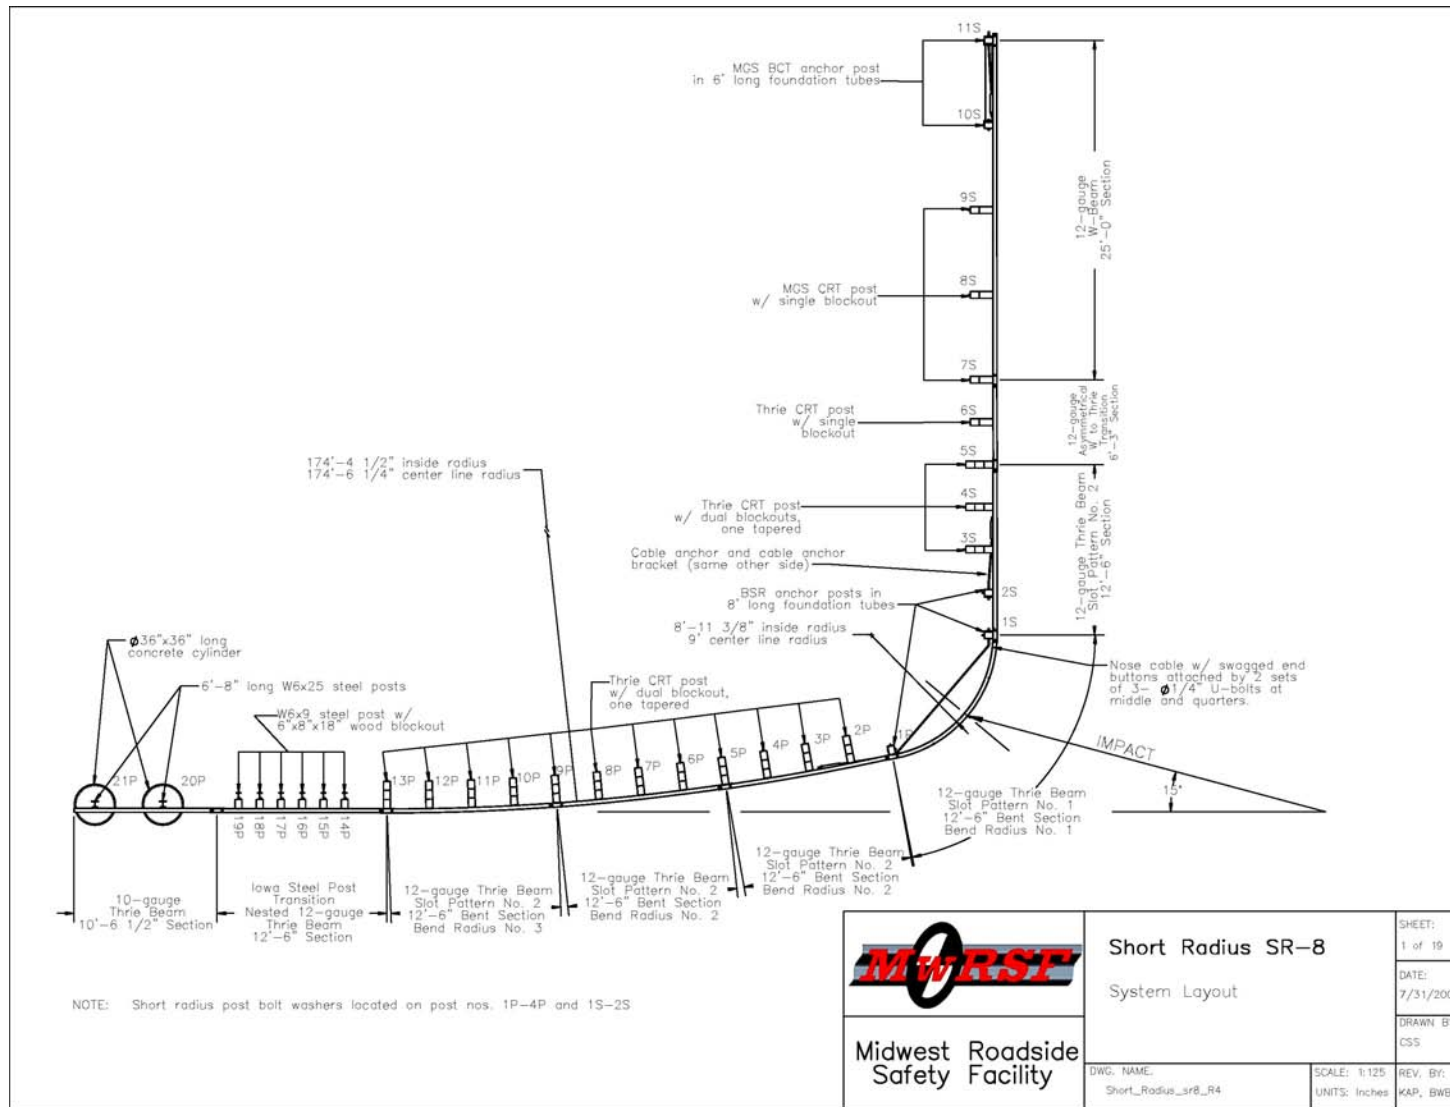 11S
MGS BCT anchor post
in 6' long foundation tubes
10S
12-gauge
W-Beam
25'-0" Section
9S
8S
MGS CRT post
w/ single blockout
7S
12-gauge
Asymmetrical
W to Thrie
Transition
6'-3" Section
6S
Thrie CRT post
w/ single
blockout
5S
174'-4 1/2" inside radius
174'-6 1/4" center line radius
4S
Thrie CRT post
w/ dual blockouts,
one tapered
12-gauge Thrie Beam
Slot Pattern No. 2
12'-6" Section
3S
Cable anchor and cable anchor
bracket (same other side)
2S
BSR anchor posts in
8' long foundation tubes
1S
8'-11 3/8" inside radius
9' center line radius
ϕ36"x36" long
concrete cylinder
6'-8" long W6x25 steel posts
W6x9 steel post w/
6"x8"x18" wood blockout
Thrie CRT post
w/ dual blockout,
one tapered
Nose cable w/ swagged end
buttons attached by 2 sets
of 3- ϕ1/4" U-bolts at
middle and quarters.
IMPACT
15°
21P
20P
19P
18P
17P
16P
15P
14P
13P
12P
11P
10P
9P
8P
7P
6P
5P
4P
3P
2P
1P
12-gauge Thrie Beam
Slot Pattern No. 1
12'-6" Bent Section
Bend Radius No. 1
12-gauge Thrie Beam
Slot Pattern No. 2
12'-6" Bent Section
Bend Radius No. 2
12-gauge Thrie Beam
Slot Pattern No. 2
12'-6" Bent Section
Bend Radius No. 2
12-gauge Thrie Beam
Slot Pattern No. 2
12'-6" Bent Section
Bend Radius No. 3
Iowa Steel Post
Transition
Nested 12-gauge
Thrie Beam
12'-6" Section
10-gauge
Thrie Beam
10'-6 1/2" Section
NOTE: Short radius post bolt washers located on post nos. 1P-4P and 1S-2S
MwRSF
Midwest Roadside
Safety Facility
Short Radius SR-8
System Layout
SHEET:
1 of 19
DATE:
7/31/200
DRAWN B
CSS
DWG. NAME.
Short_Radius_sr8_R4
SCALE: 1:125
UNITS: Inches
REV. BY:
KAP, BWB